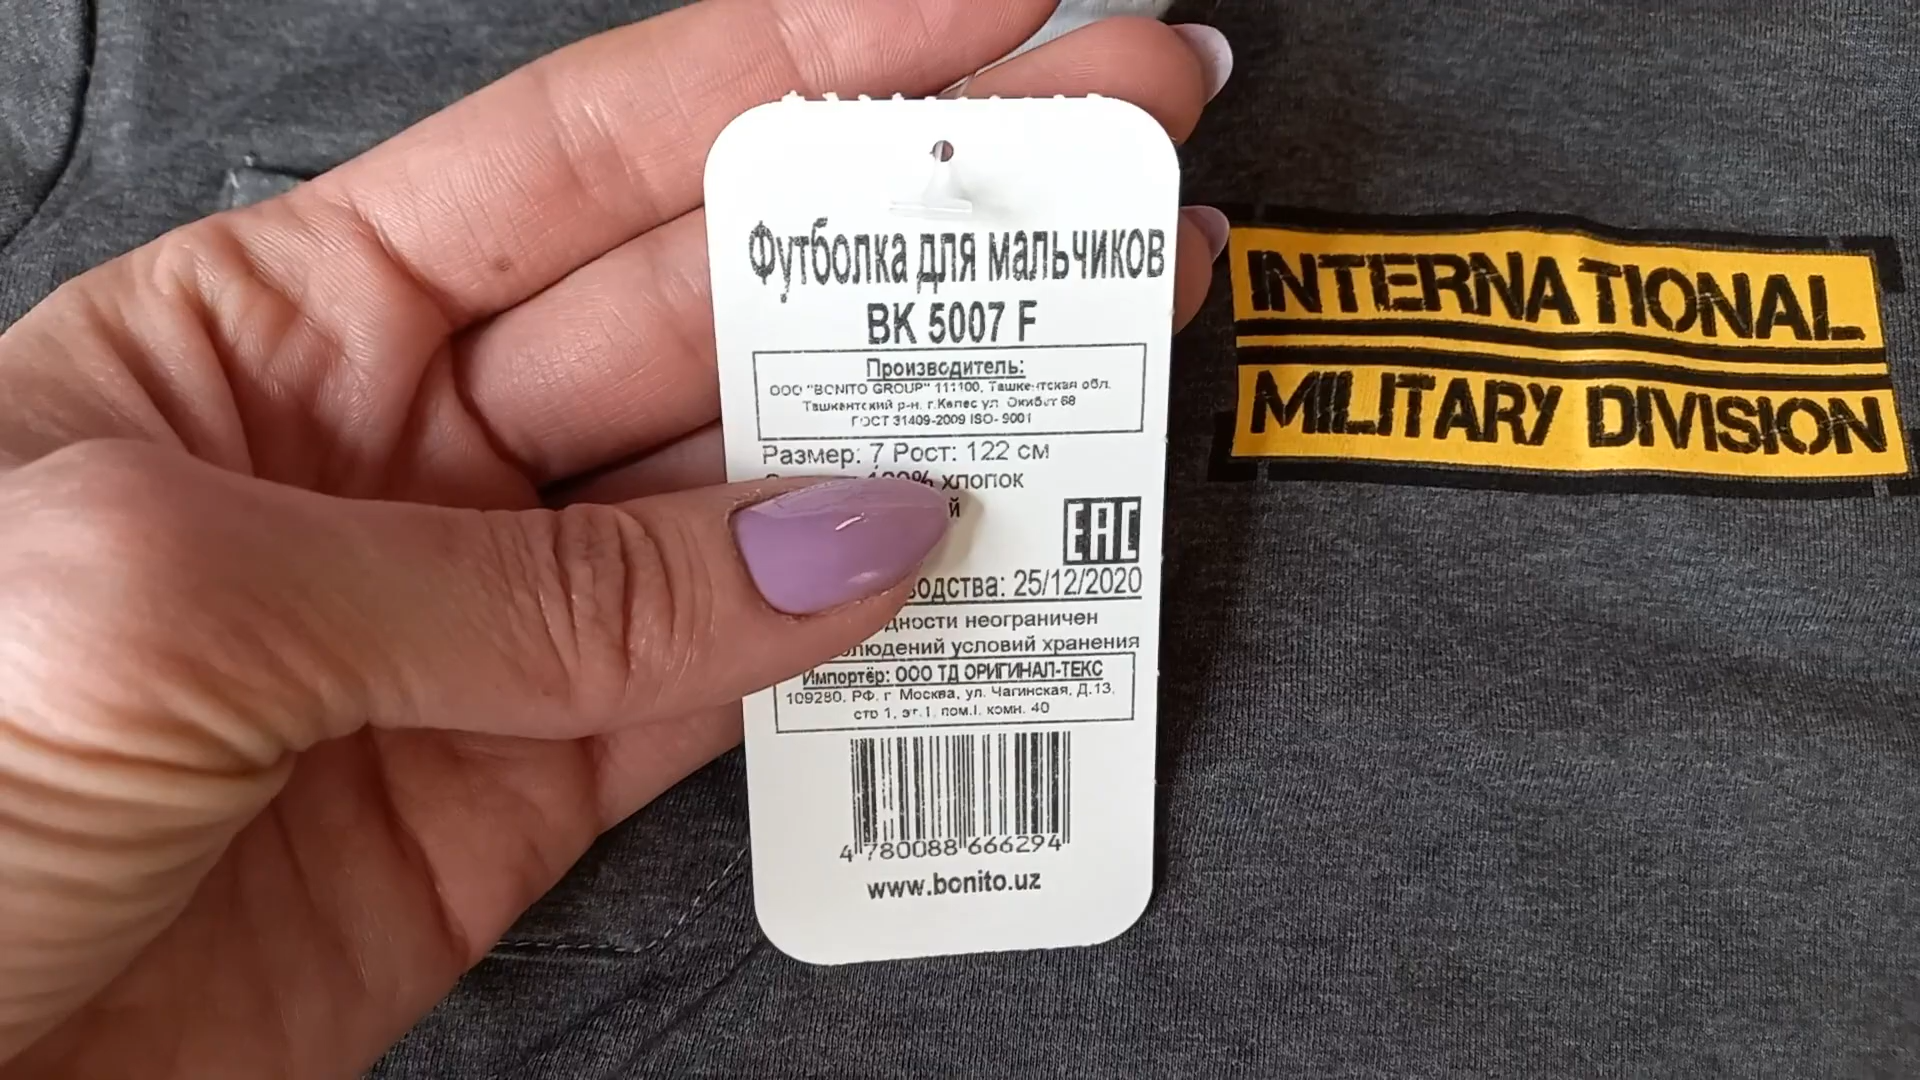 Футболка для мальчиков
BK 5007 F
Производитель:
ООО "BONITO GROUP" 111100, Ташкентская обл.
Ташкентский р-н. г.Келес ул.    68
ГОСТ 31409-2009 ISO- 9001
Размер: 7 Рост: 122 см
100% хлопок
EAC
25/12/2020
неограничен
условий хранения
Импортёр: ООО ТД ОРИГИНАЛ-ТЕКС
109280. РФ. г Москва, ул. Чагинская, Д.13.
стр 1, эт.1. пом.I. комн. 40
4 780088 666294
www.bonito.uz
INTERNATIONAL
MILITARY DIVISION